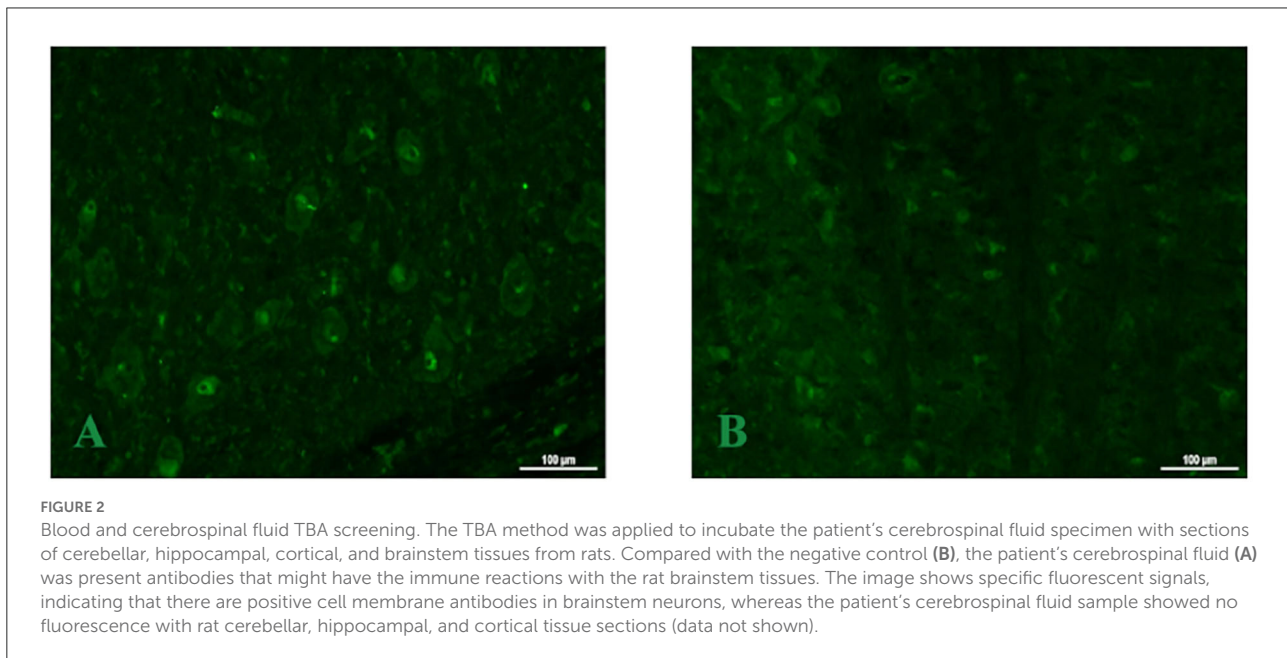 A
100 μm
B
100 μm
FIGURE 2
Blood and cerebrospinal fluid TBA screening. The TBA method was applied to incubate the patient's cerebrospinal fluid specimen with sections
of cerebellar, hippocampal, cortical, and brainstem tissues from rats. Compared with the negative control (B), the patient's cerebrospinal fluid (A)
was present antibodies that might have the immune reactions with the rat brainstem tissues. The image shows specific fluorescent signals,
indicating that there are positive cell membrane antibodies in brainstem neurons, whereas the patient's cerebrospinal fluid sample showed no
fluorescence with rat cerebellar, hippocampal, and cortical tissue sections (data not shown).